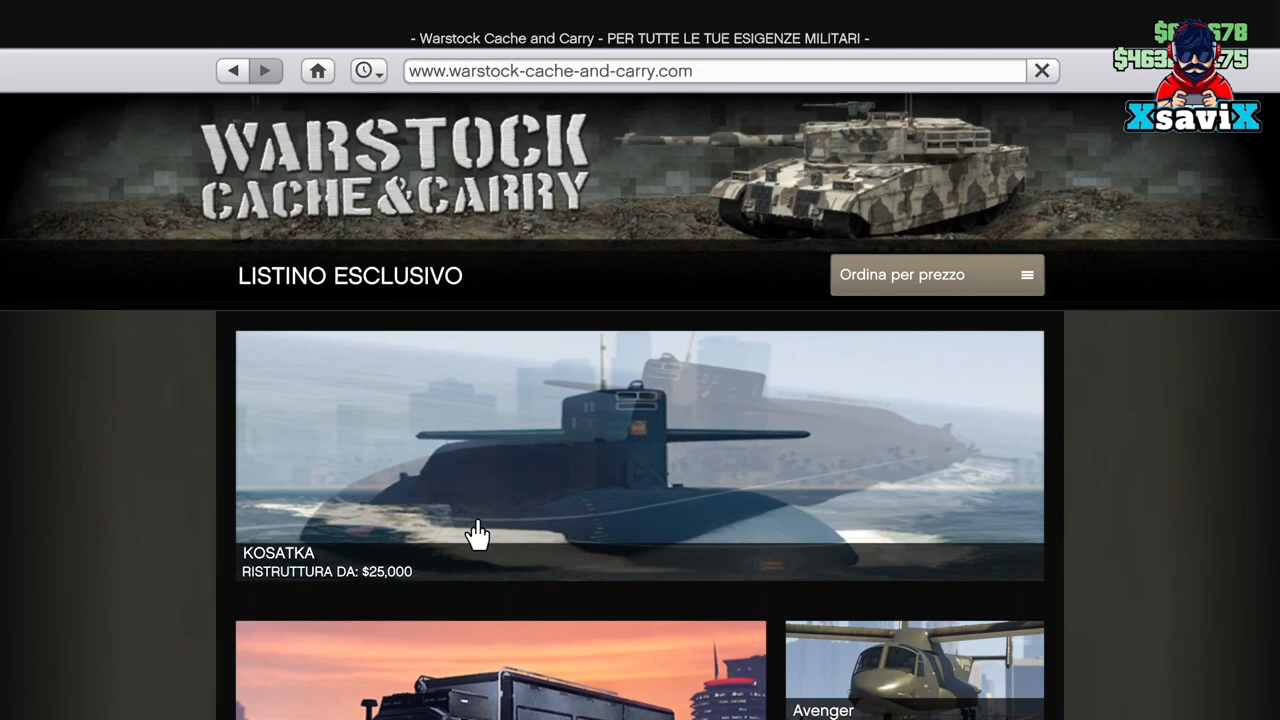 - Warstock Cache and Carry - PER TUTTE LE TUE ESIGENZE MILITARI -
www.warstock-cache-and-carry.com
XsaviX
WARSTOCK
CACHE&CARRY
LISTINO ESCLUSIVO
Ordina per prezzo
KOSATKA
RISTRUTTURA DA: $25,000
Avenger